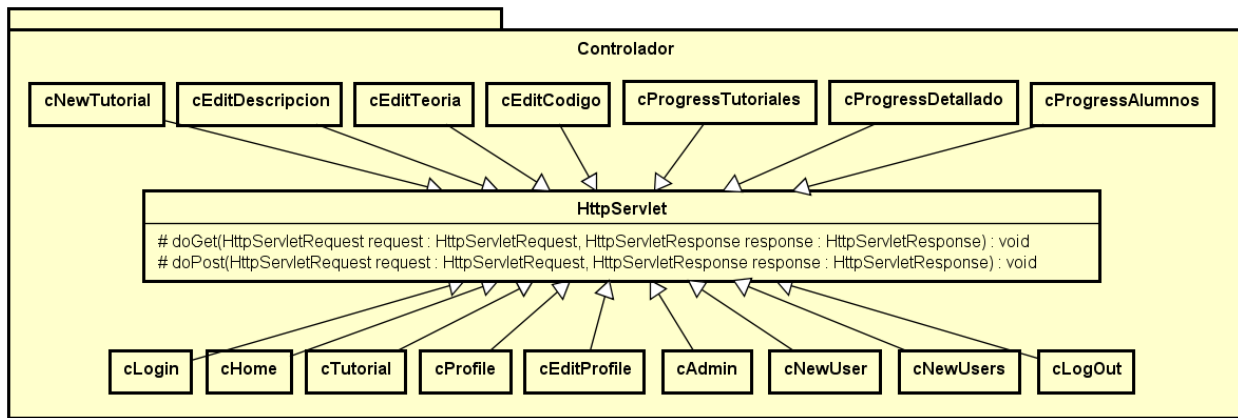 Controlador
cNewTutorial cEditDescripcion cEditTeoria cEditCodigo cProgressTutoriales cProgressDetallado cProgressAlumnos
HttpServlet
# doGet(HttpServletRequest request : HttpServletRequest, HttpServletResponse response : HttpServletResponse) : void
# doPost(HttpServletRequest request : HttpServletRequest, HttpServletResponse response : HttpServletResponse) : void
cLogin cHome cTutorial cProfile cEditProfile cAdmin cNewUser cNewUsers cLogOut